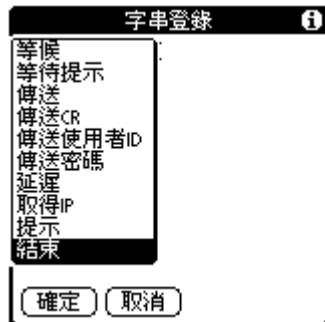 字串登錄
等候
等待提示
傳送
傳送CR
傳送使用者ID
傳送密碼
延遲
取得IP
提示
結束
確定 取消